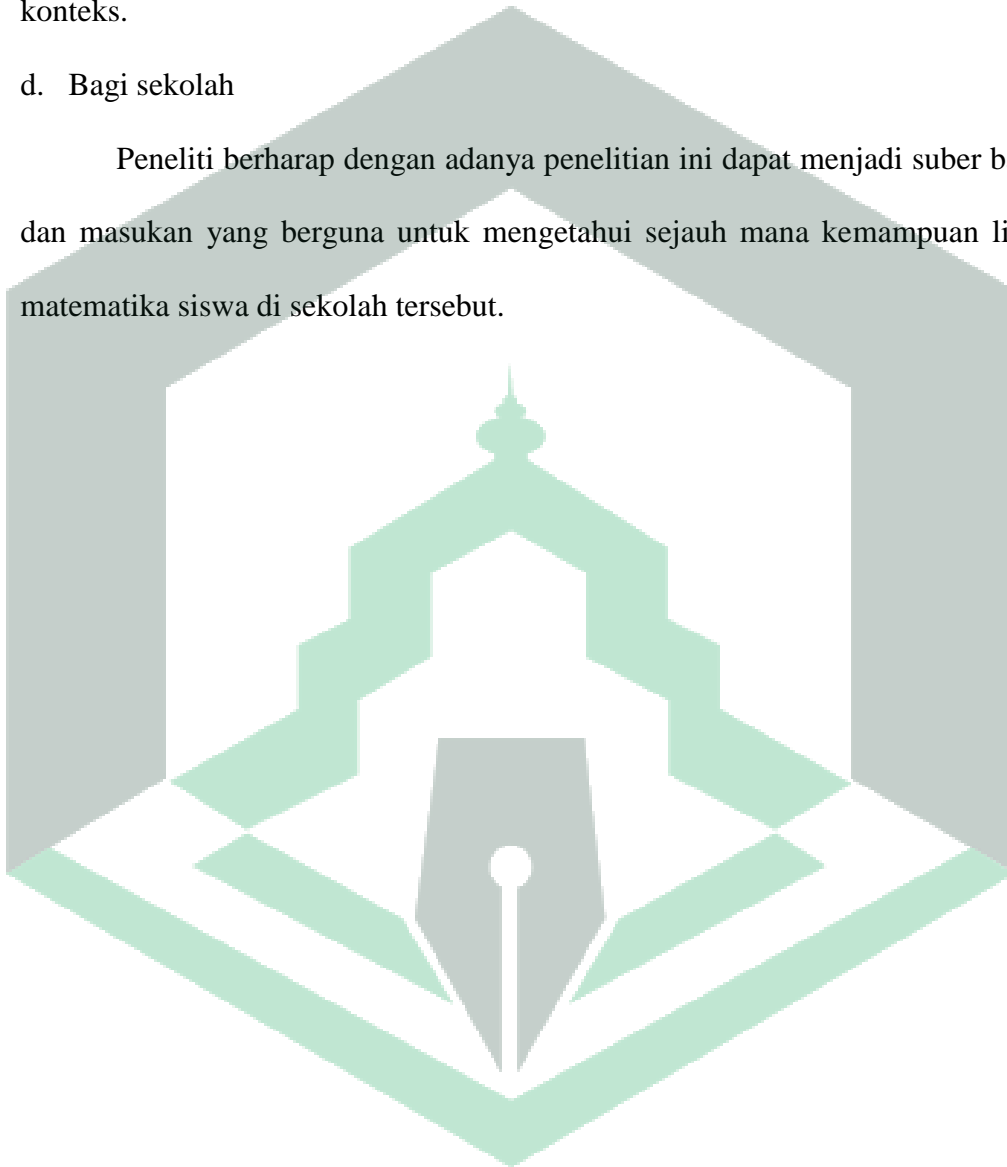 konteks.
d. Bagi sekolah
Peneliti berharap dengan adanya penelitian ini dapat menjadi suber
dan masukan yang berguna untuk mengetahui sejauh mana kemampuan
matematika siswa di sekolah tersebut.